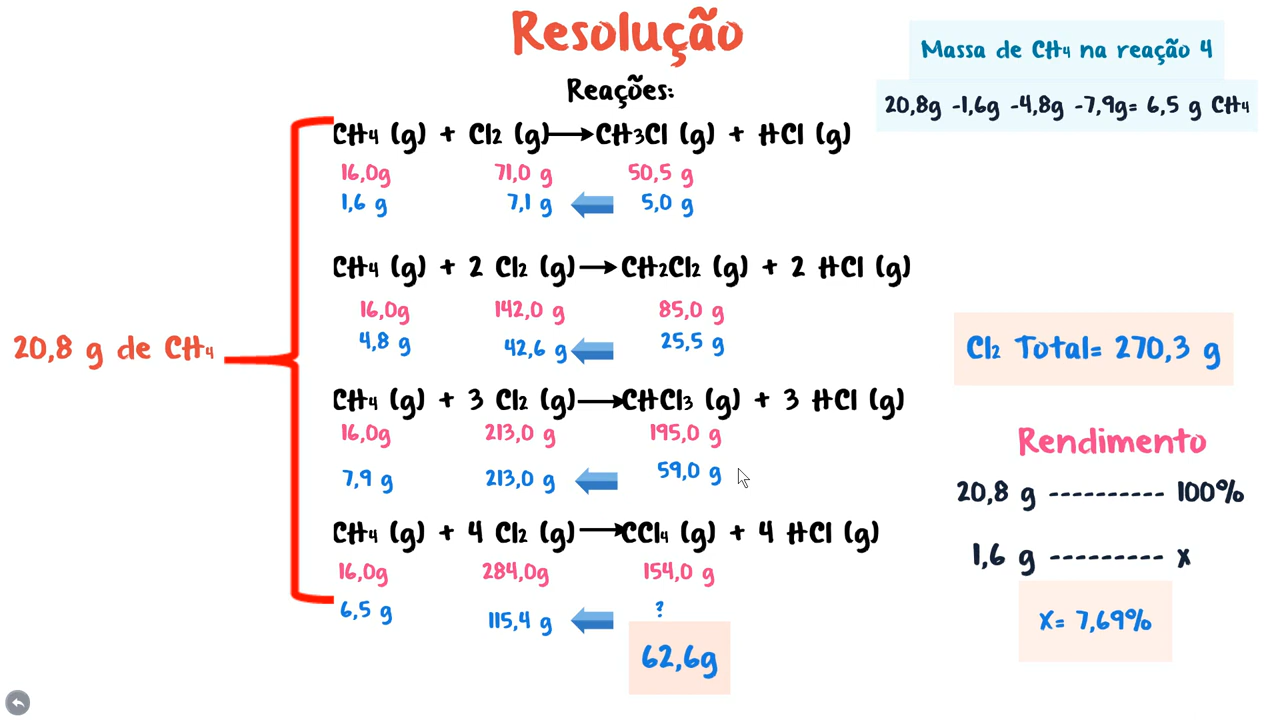 Resolução
Massa de CH4 na reação 4
20,8g -1,6g -4,8g -7,9g= 6,5 g CH4
Reações:
CH4 (g) + Cl2 (g) → CH3Cl (g) + HCl (g)
16,0g 71,0 g 50,5 g
1,6 g 7,1 g 5,0 g
CH4 (g) + 2 Cl2 (g) → CH2Cl2 (g) + 2 HCl (g)
16,0g 142,0 g 85,0 g
4,8 g 42,6 g 25,5 g
20,8 g de CH4
Cl2 Total= 270,3 g
CH4 (g) + 3 Cl2 (g) → CHCl3 (g) + 3 HCl (g)
16,0g 213,0 g 195,0 g
7,9 g 213,0 g 59,0 g
CH4 (g) + 4 Cl2 (g) → CCl4 (g) + 4 HCl (g)
16,0g 284,0g 154,0 g
6,5 g 115,4 g ?
62,6g
Rendimento
20,8 g ---------- 100%
1,6 g --------- x
x= 7,69%